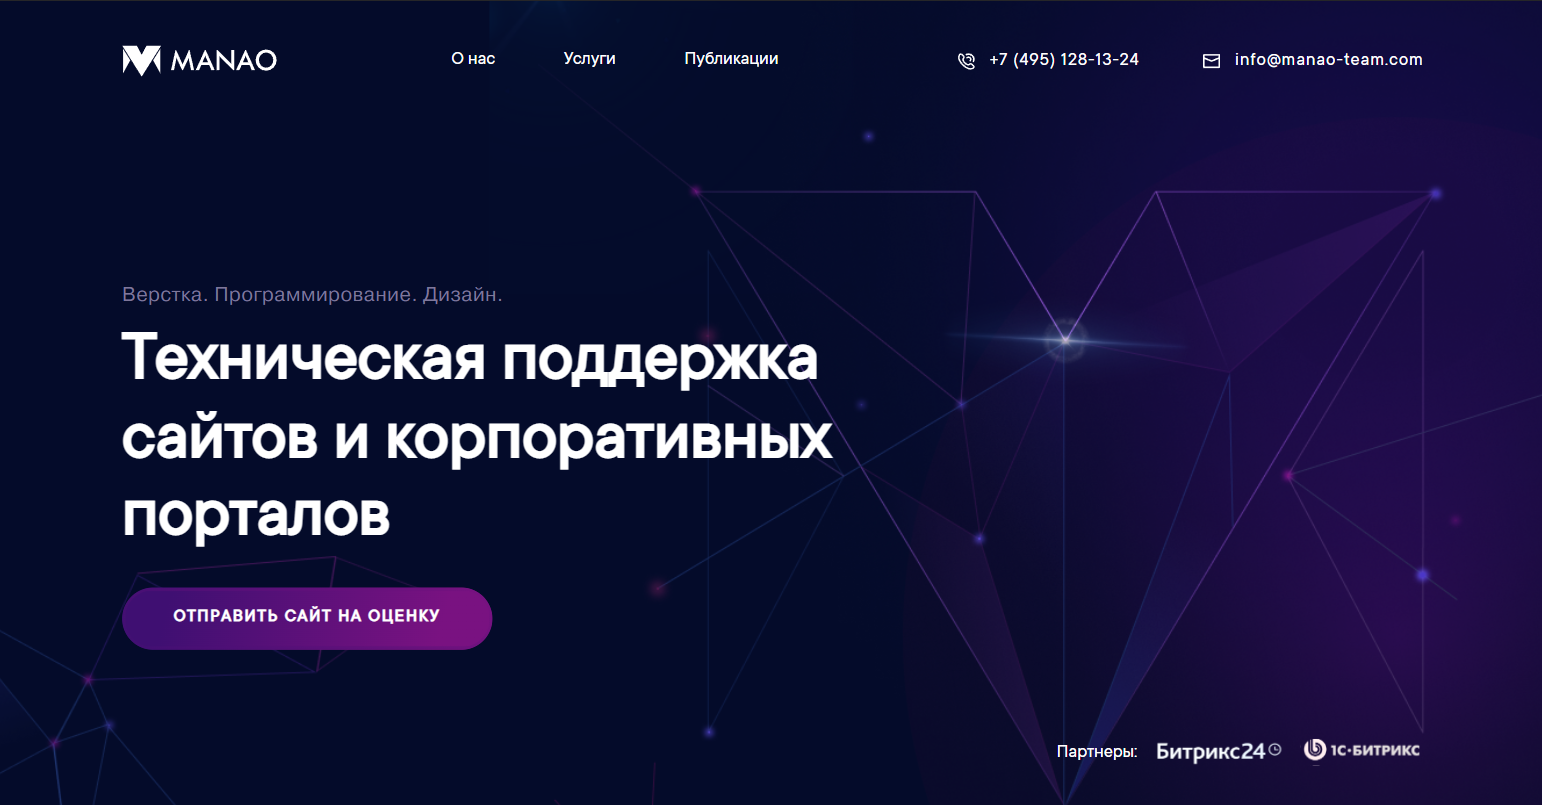 MANAO
О нас
Услуги
Публикации
+7 (495) 128-13-24
info@manao-team.com
Верстка. Программирование. Дизайн.
Техническая поддержка
сайтов и корпоративных
порталов
ОТПРАВИТЬ САЙТ НА ОЦЕНКУ
Партнеры:
Битрикс24
1С·БИТРИКС